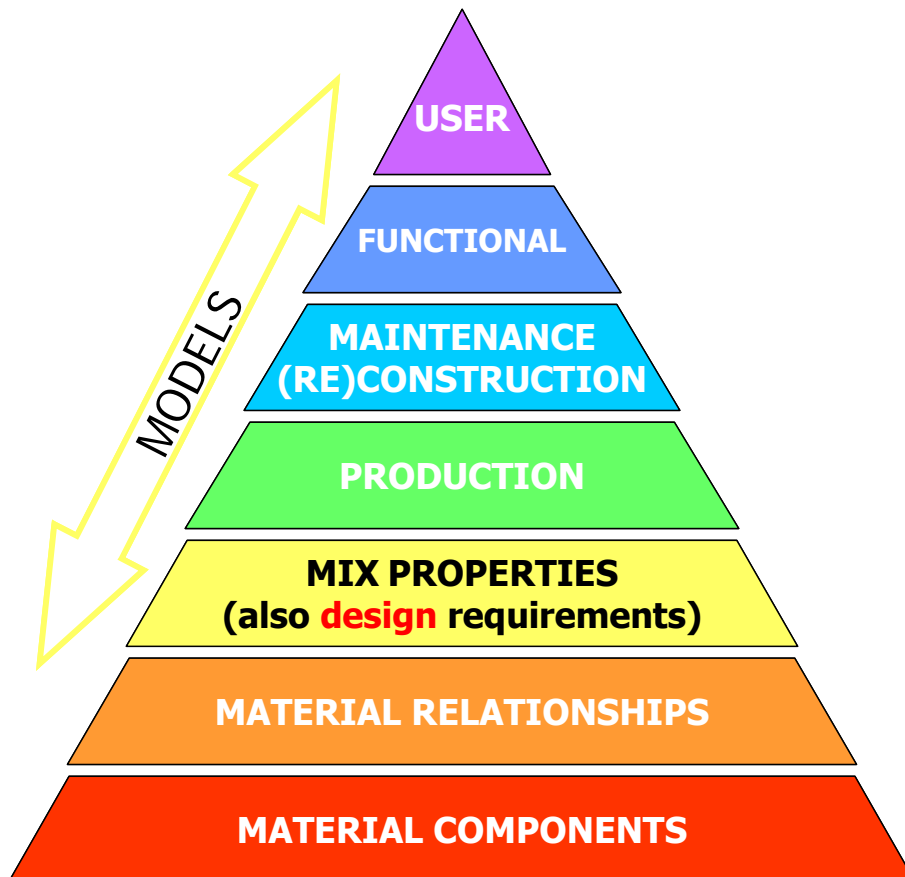 USER
FUNCTIONAL
MAINTENANCE
(RE)CONSTRUCTION
MODELS
PRODUCTION
MIX PROPERTIES
(also design requirements)
MATERIAL RELATIONSHIPS
MATERIAL COMPONENTS